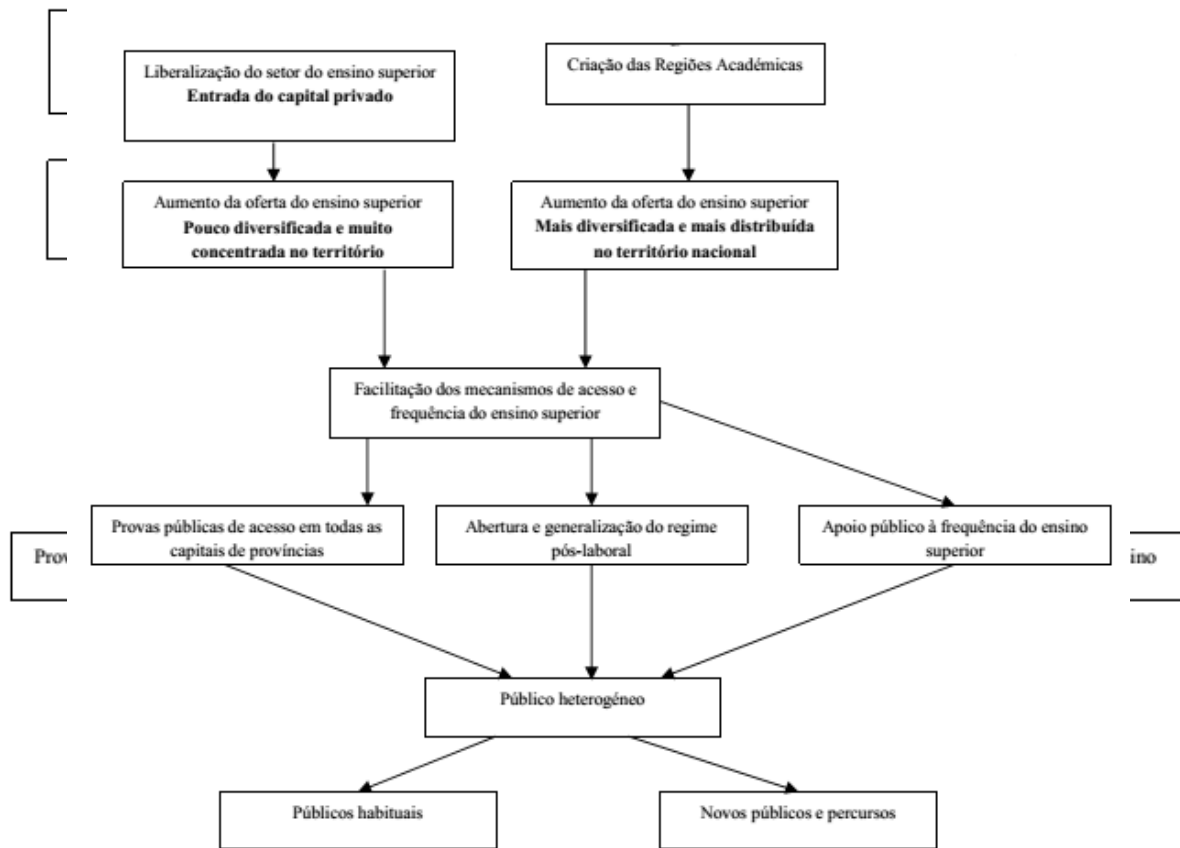 Liberalização do setor do ensino superior
Entrada do capital privado
Criação das Regiões Académicas
Aumento da oferta do ensino superior
Pouco diversificada e muito
concentrada no território
Aumento da oferta do ensino superior
Mais diversificada e mais distribuída
no território nacional
Facilitação dos mecanismos de acesso e
frequência do ensino superior
Provas públicas de acesso em todas as
capitais de províncias
Abertura e generalização do regime
pós-laboral
Apoio público à frequência do ensino
superior
Prov
ino
Público heterogéneo
Públicos habituais
Novos públicos e percursos